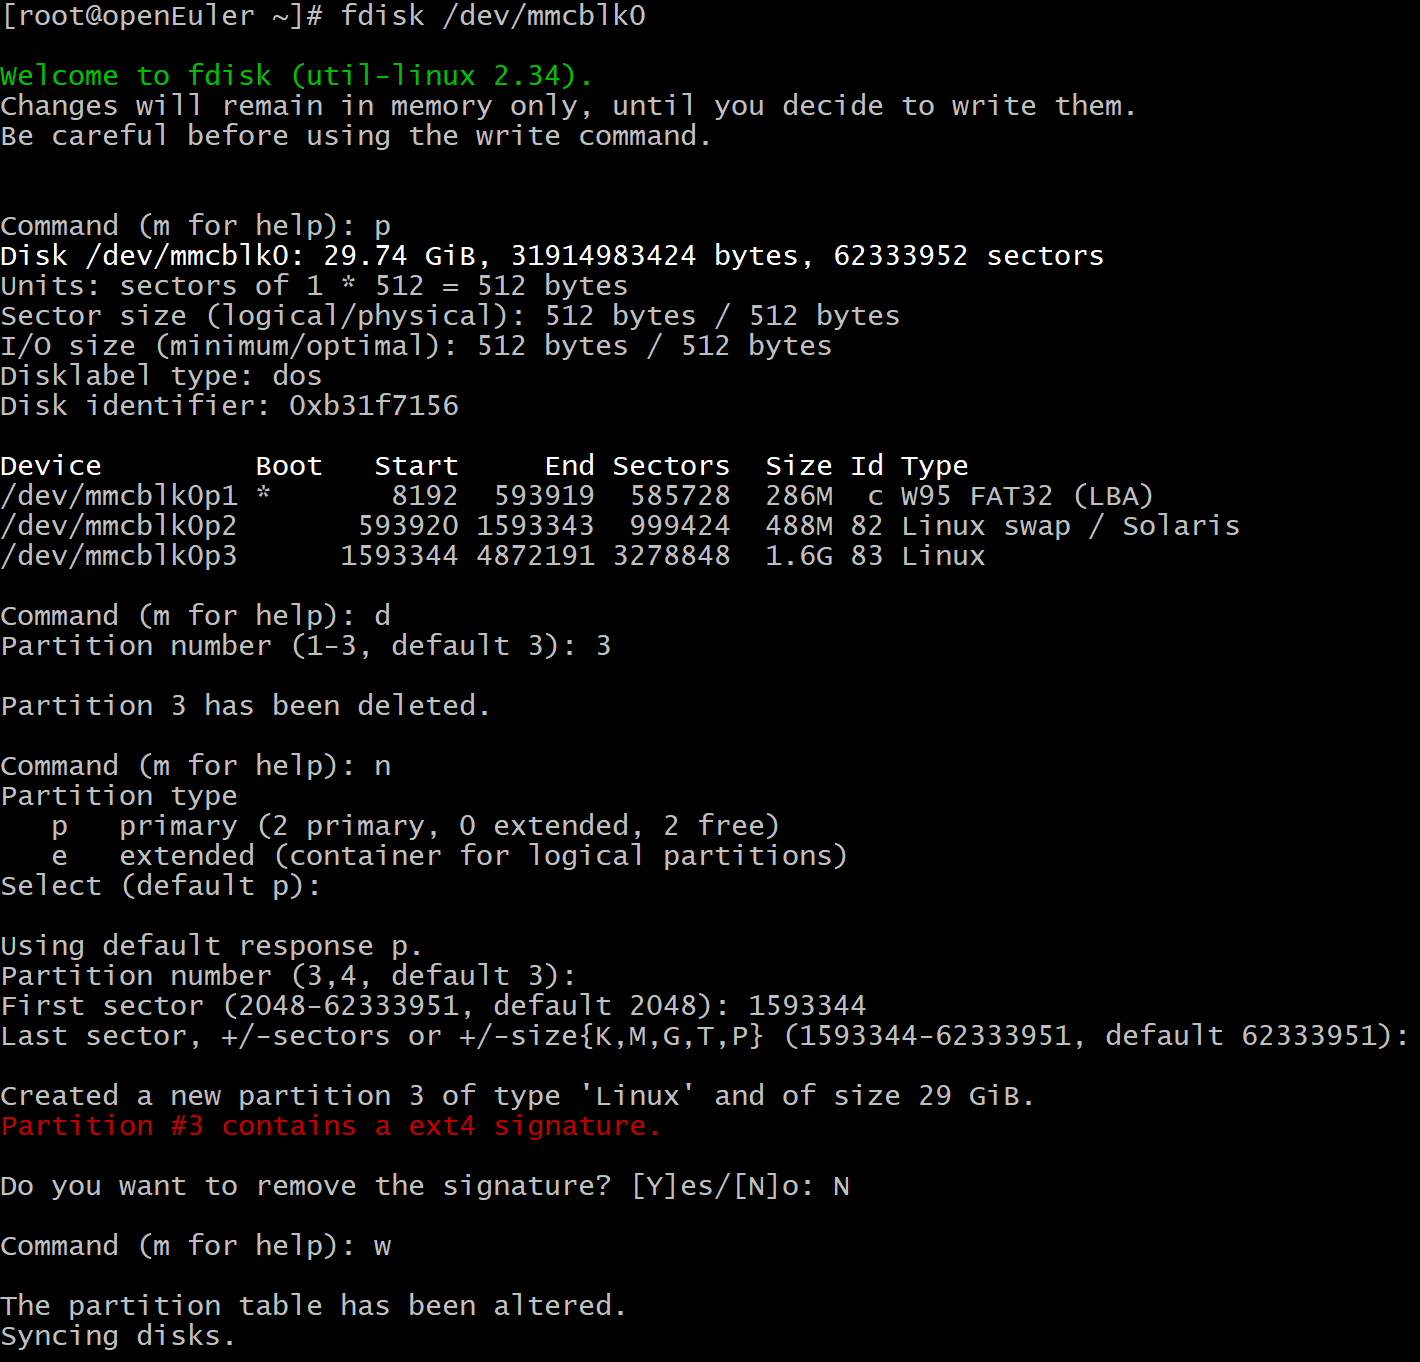 [root@openEuler ~]# fdisk /dev/mmcblk0
Welcome to fdisk (util-linux 2.34).
Changes will remain in memory only, until you decide to write them.
Be careful before using the write command.
Command (m for help): p
Disk /dev/mmcblk0: 29.74 GiB, 31914983424 bytes, 62333952 sectors
Units: sectors of 1 * 512 = 512 bytes
Sector size (logical/physical): 512 bytes / 512 bytes
I/O size (minimum/optimal): 512 bytes / 512 bytes
Disklabel type: dos
Disk identifier: 0xb31f7156
Device         Boot   Start     End Sectors  Size Id Type
/dev/mmcblk0p1 *       8192  593919  585728  286M  c W95 FAT32 (LBA)
/dev/mmcblk0p2       593920 1593343  999424  488M 82 Linux swap / Solaris
/dev/mmcblk0p3      1593344 4872191 3278848  1.6G 83 Linux
Command (m for help): d
Partition number (1-3, default 3): 3
Partition 3 has been deleted.
Command (m for help): n
Partition type
   p   primary (2 primary, 0 extended, 2 free)
   e   extended (container for logical partitions)
Select (default p):
Using default response p.
Partition number (3,4, default 3):
First sector (2048-62333951, default 2048): 1593344
Last sector, +/-sectors or +/-size{K,M,G,T,P} (1593344-62333951, default 62333951):
Created a new partition 3 of type 'Linux' and of size 29 GiB.
Partition #3 contains a ext4 signature.
Do you want to remove the signature? [Y]es/[N]o: N
Command (m for help): w
The partition table has been altered.
Syncing disks.